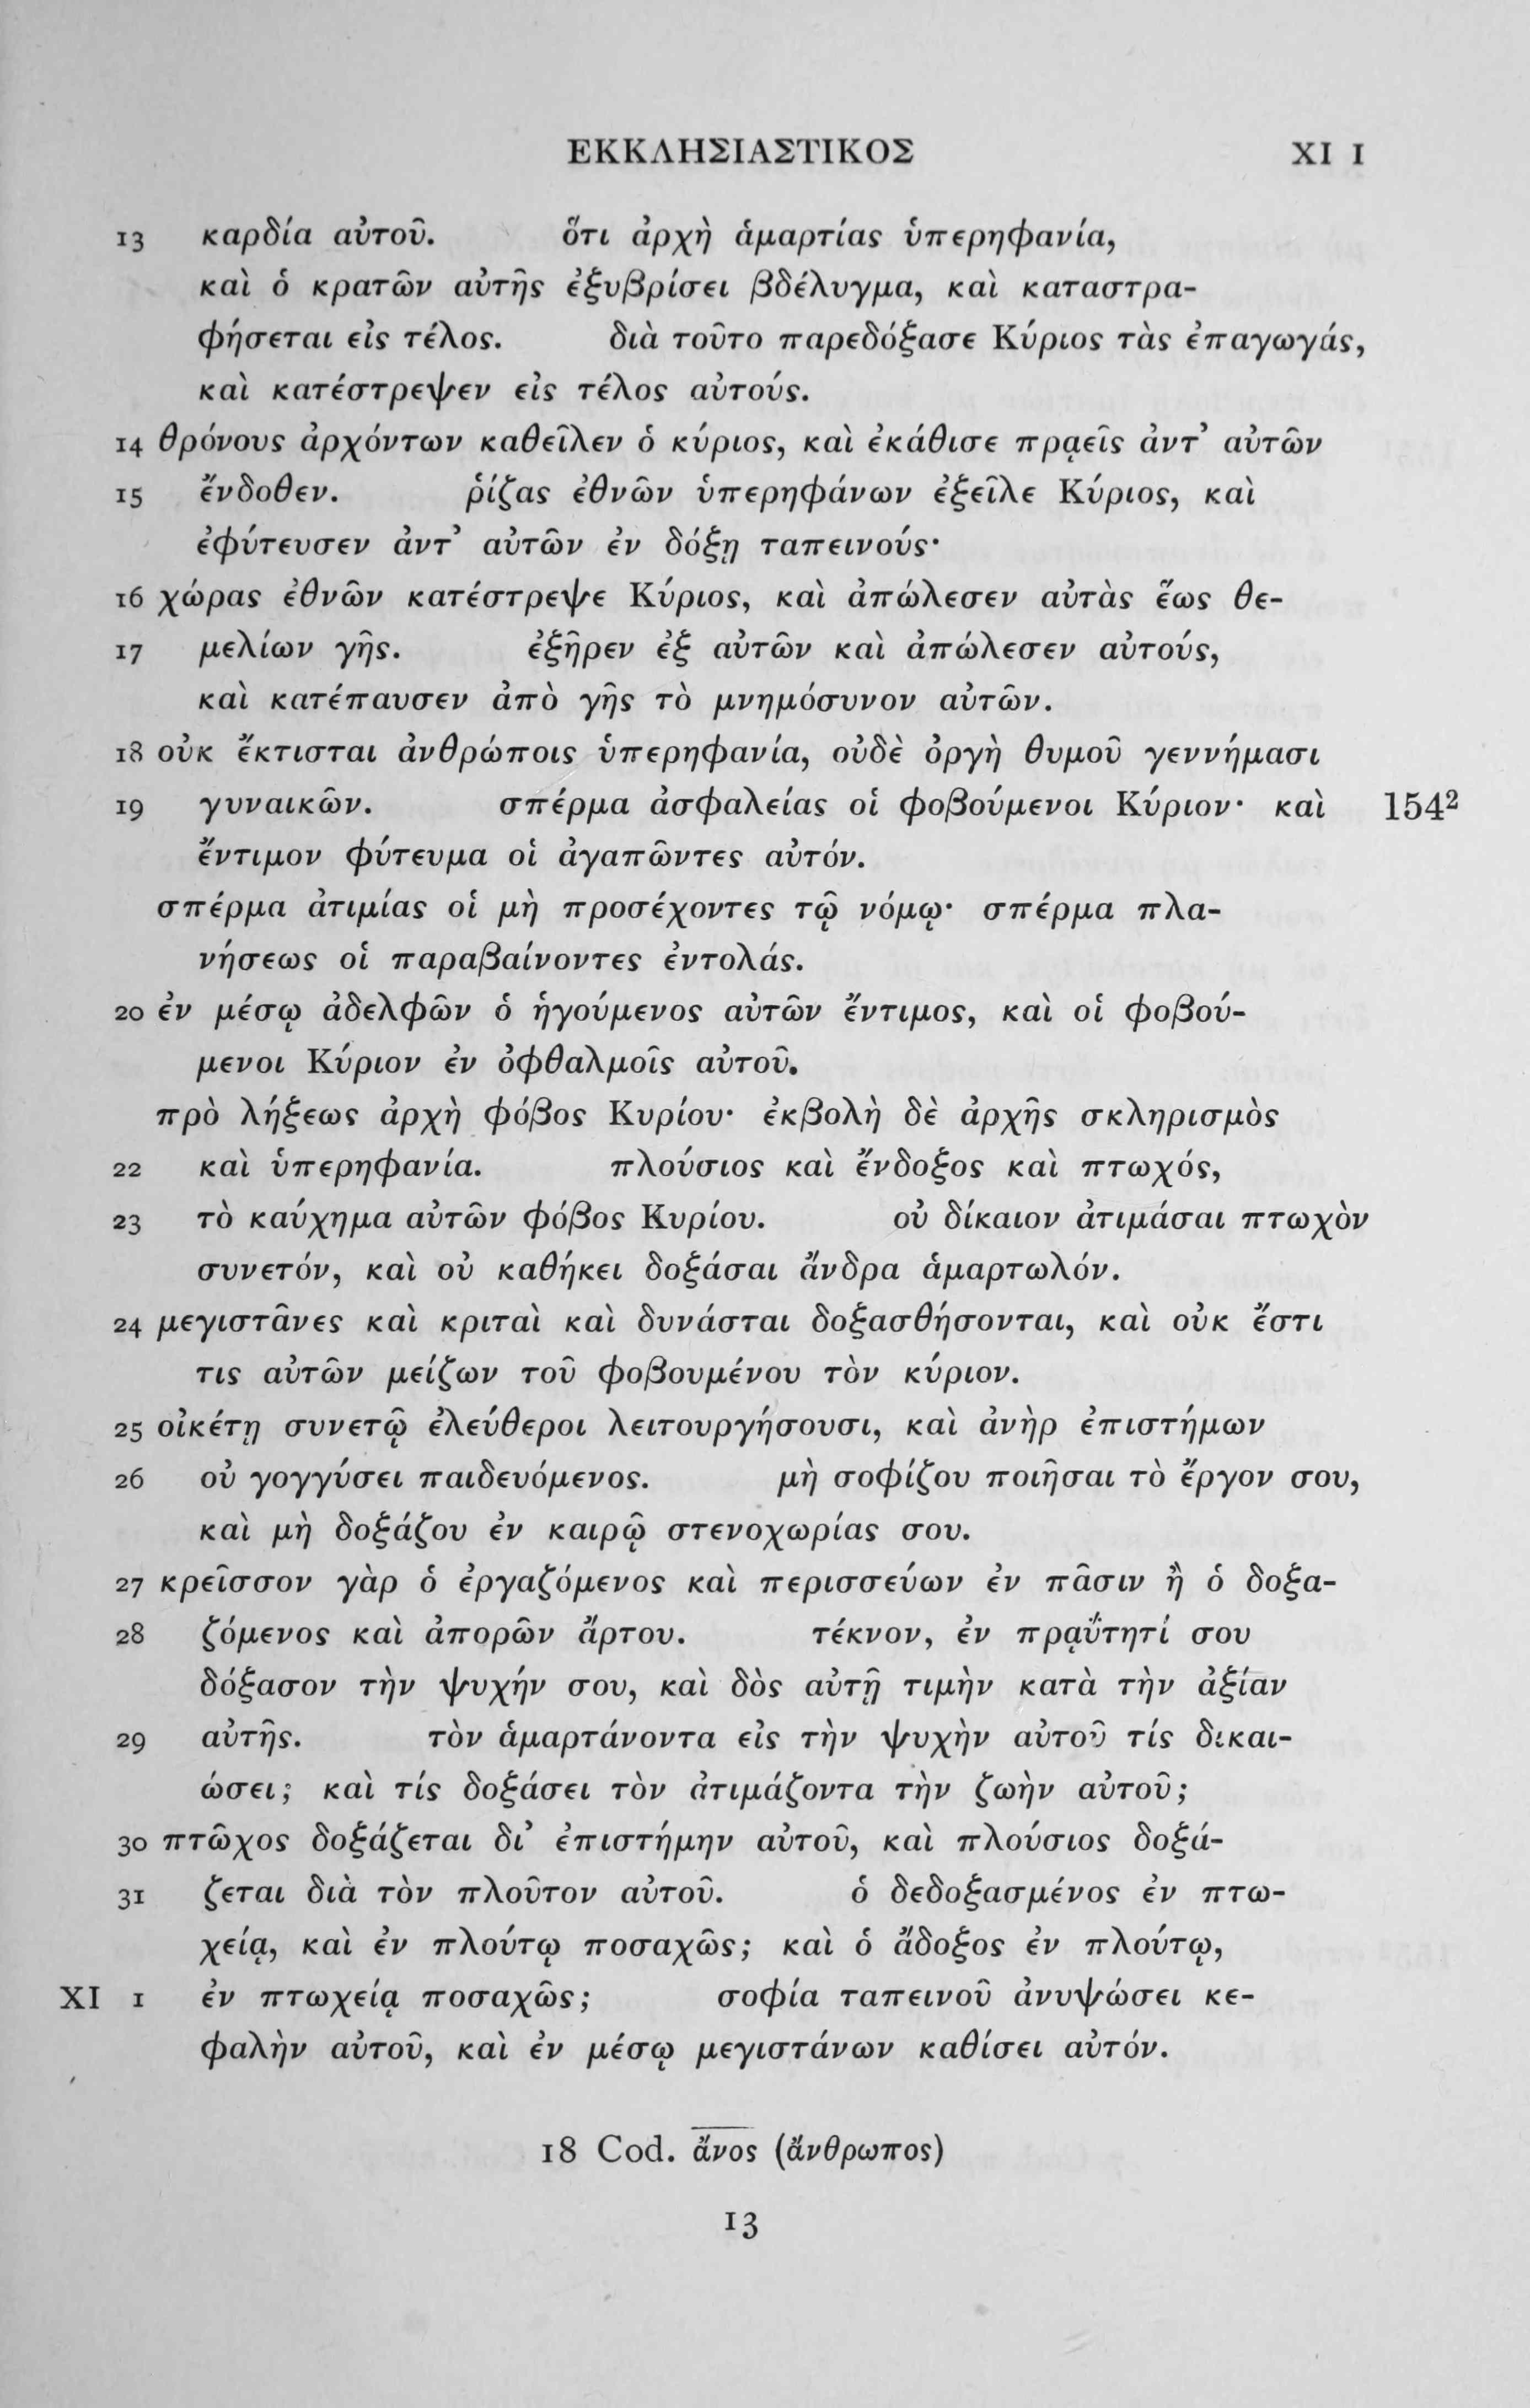 ΕΚΚΛΗΣΙΑΣΤΙΚΟΣ XI 1
13 καρδία αὐτοῦ. ὅτι ἀρχὴ ἁμαρτίας ὑπερηφανία,
καὶ ὁ κρατῶν αὐτῆς ἐξυβρίσει βδέλυγμα, καὶ καταστρα-
φήσεται εἰς τέλος. διὰ τοῦτο παρεδόξασε Κύριος τὰς ἐπαγωγάς,
καὶ κατέστρεψεν εἰς τέλος αὐτούς.
14 θρόνους ἀρχόντων καθεῖλεν ὁ κύριος, καὶ ἐκάθισε πρᾳεῖς ἀντ’ αὐτῶν
15 ἔνδοθεν. ῥίζας ἐθνῶν ὑπερηφάνων ἐξεῖλε Κύριος, καὶ
ἐφύτευσεν ἀντ’ αὐτῶν ἐν δόξῃ ταπεινούς·
16 χώρας ἐθνῶν κατέστρεψε Κύριος, καὶ ἀπώλεσεν αὐτὰς ἕως θε-
17 μελίων γῆς. ἐξῆρεν ἐξ αὐτῶν καὶ ἀπώλεσεν αὐτούς,
καὶ κατέπαυσεν ἀπὸ γῆς τὸ μνημόσυνον αὐτῶν.
18 οὐκ ἔκτισται ἀνθρώποις ὑπερηφανία, οὐδὲ ὀργὴ θυμοῦ γεννήμασι
19 γυναικῶν. σπέρμα ἀσφαλείας οἱ φοβούμενοι Κύριον· καὶ 154²
ἔντιμον φύτευμα οἱ ἀγαπῶντες αὐτόν.
σπέρμα ἀτιμίας οἱ μὴ προσέχοντες τῷ νόμῳ· σπέρμα πλα-
νήσεως οἱ παραβαίνοντες ἐντολάς.
20 ἐν μέσῳ ἀδελφῶν ὁ ἡγούμενος αὐτῶν ἔντιμος, καὶ οἱ φοβού-
μενοι Κύριον ἐν ὀφθαλμοῖς αὐτοῦ.
πρὸ λήξεως ἀρχὴ φόβος Κυρίου· ἐκβολὴ δὲ ἀρχῆς σκληρισμὸς
22 καὶ ὑπερηφανία. πλούσιος καὶ ἔνδοξος καὶ πτωχός,
23 τὸ καύχημα αὐτῶν φόβος Κυρίου. οὐ δίκαιον ἀτιμάσαι πτωχὸν
συνετόν, καὶ οὐ καθήκει δοξάσαι ἄνδρα ἁμαρτωλόν.
24 μεγιστᾶνες καὶ κριταὶ καὶ δυνάσται δοξασθήσονται, καὶ οὐκ ἔστι
τις αὐτῶν μείζων τοῦ φοβουμένου τὸν κύριον.
25 οἰκέτῃ συνετῷ ἐλεύθεροι λειτουργήσουσι, καὶ ἀνὴρ ἐπιστήμων
26 οὐ γογγύσει παιδευόμενος. μὴ σοφίζου ποιῆσαι τὸ ἔργον σου,
καὶ μὴ δοξάζου ἐν καιρῷ στενοχωρίας σου.
27 κρεῖσσον γὰρ ὁ ἐργαζόμενος καὶ περισσεύων ἐν πᾶσιν ἢ ὁ δοξα-
28 ζόμενος καὶ ἀπορῶν ἄρτου. τέκνον, ἐν πρᾳΰτητί σου
δόξασον τὴν ψυχήν σου, καὶ δὸς αὐτῇ τιμὴν κατὰ τὴν ἀξίαν
29 αὐτῆς. τὸν ἁμαρτάνοντα εἰς τὴν ψυχὴν αὐτοῦ τίς δικαι-
ώσει; καὶ τίς δοξάσει τὸν ἀτιμάζοντα τὴν ζωὴν αὐτοῦ;
30 πτῶχος δοξάζεται δι’ ἐπιστήμην αὐτοῦ, καὶ πλούσιος δοξά-
31 ζεται διὰ τὸν πλοῦτον αὐτοῦ. ὁ δεδοξασμένος ἐν πτω-
χείᾳ, καὶ ἐν πλούτῳ ποσαχῶς; καὶ ὁ ἄδοξος ἐν πλούτῳ,
XI 1 ἐν πτωχείᾳ ποσαχῶς; σοφία ταπεινοῦ ἀνυψώσει κε-
φαλὴν αὐτοῦ, καὶ ἐν μέσῳ μεγιστάνων καθίσει αὐτόν.
18 Cod. ἄνος (ἄνθρωπος)
13